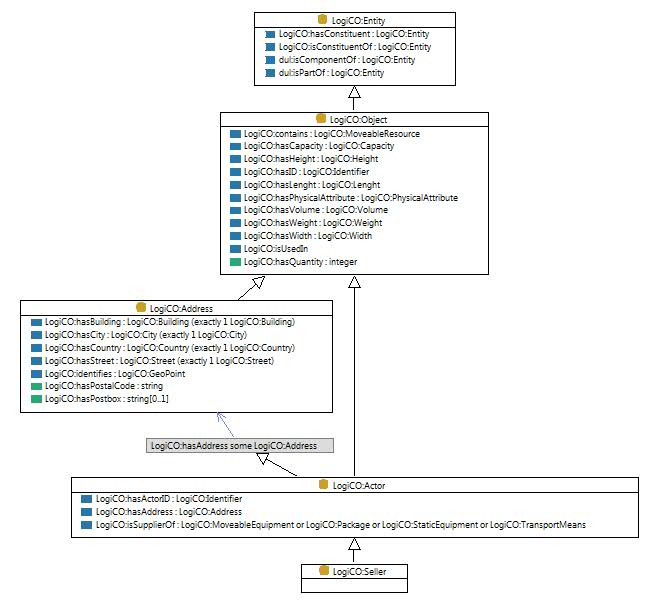 LogiCO:Entity
LogiCO:hasConstituent : LogiCO:Entity
LogiCO:isConstituentOf : LogiCO:Entity
dul:isComponentOf : LogiCO:Entity
dul:isPartOf : LogiCO:Entity
LogiCO:Object
LogiCO:contains : LogiCO:MoveableResource
LogiCO:hasCapacity : LogiCO:Capacity
LogiCO:hasHeight : LogiCO:Height
LogiCO:hasID : LogiCO:Identifier
LogiCO:hasLenght : LogiCO:Lenght
LogiCO:hasPhysicalAttribute : LogiCO:PhysicalAttribute
LogiCO:hasVolume : LogiCO:Volume
LogiCO:hasWeight : LogiCO:Weight
LogiCO:hasWidth : LogiCO:Width
LogiCO:isUsedIn
LogiCO:hasQuantity : integer
LogiCO:Address
LogiCO:hasBuilding : LogiCO:Building (exactly 1 LogiCO:Building)
LogiCO:hasCity : LogiCO:City (exactly 1 LogiCO:City)
LogiCO:hasCountry : LogiCO:Country (exactly 1 LogiCO:Country)
LogiCO:hasStreet : LogiCO:Street (exactly 1 LogiCO:Street)
LogiCO:identifies : LogiCO:GeoPoint
LogiCO:hasPostalCode : string
LogiCO:hasPostbox : string[0..1]
LogiCO:hasAddress some LogiCO:Address
LogiCO:Actor
LogiCO:hasActorID : LogiCO:Identifier
LogiCO:hasAddress : LogiCO:Address
LogiCO:isSupplierOf : LogiCO:MoveableEquipment or LogiCO:Package or LogiCO:StaticEquipment or LogiCO:TransportMeans
LogiCO:Seller